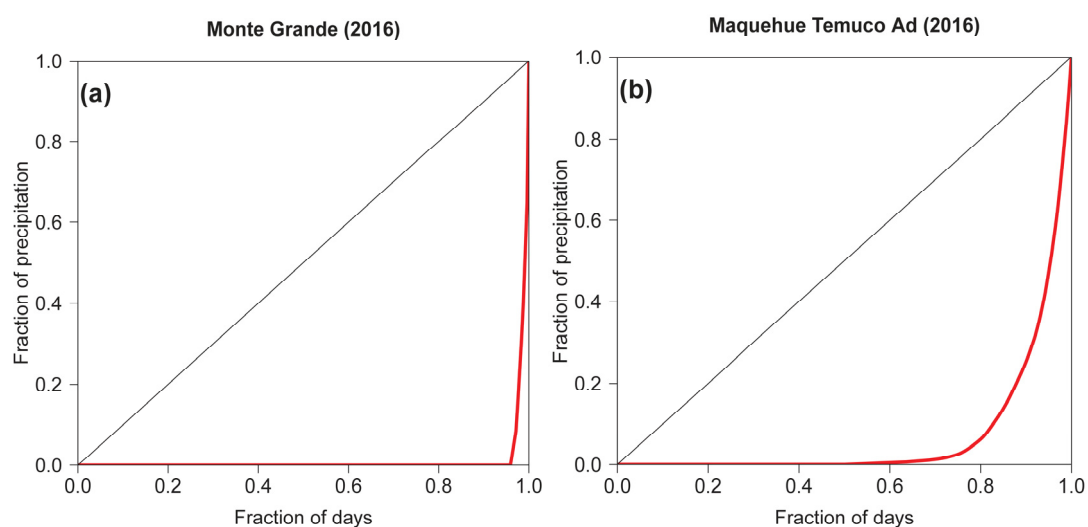 Monte Grande (2016)
(a)
Fraction of precipitation
1.0
0.8
0.6
0.4
0.2
0.0
0.0 0.2 0.4 0.6 0.8 1.0
Fraction of days
Maquehue Temuco Ad (2016)
(b)
Fraction of precipitation
1.0
0.8
0.6
0.4
0.2
0.0
0.0 0.2 0.4 0.6 0.8 1.0
Fraction of days